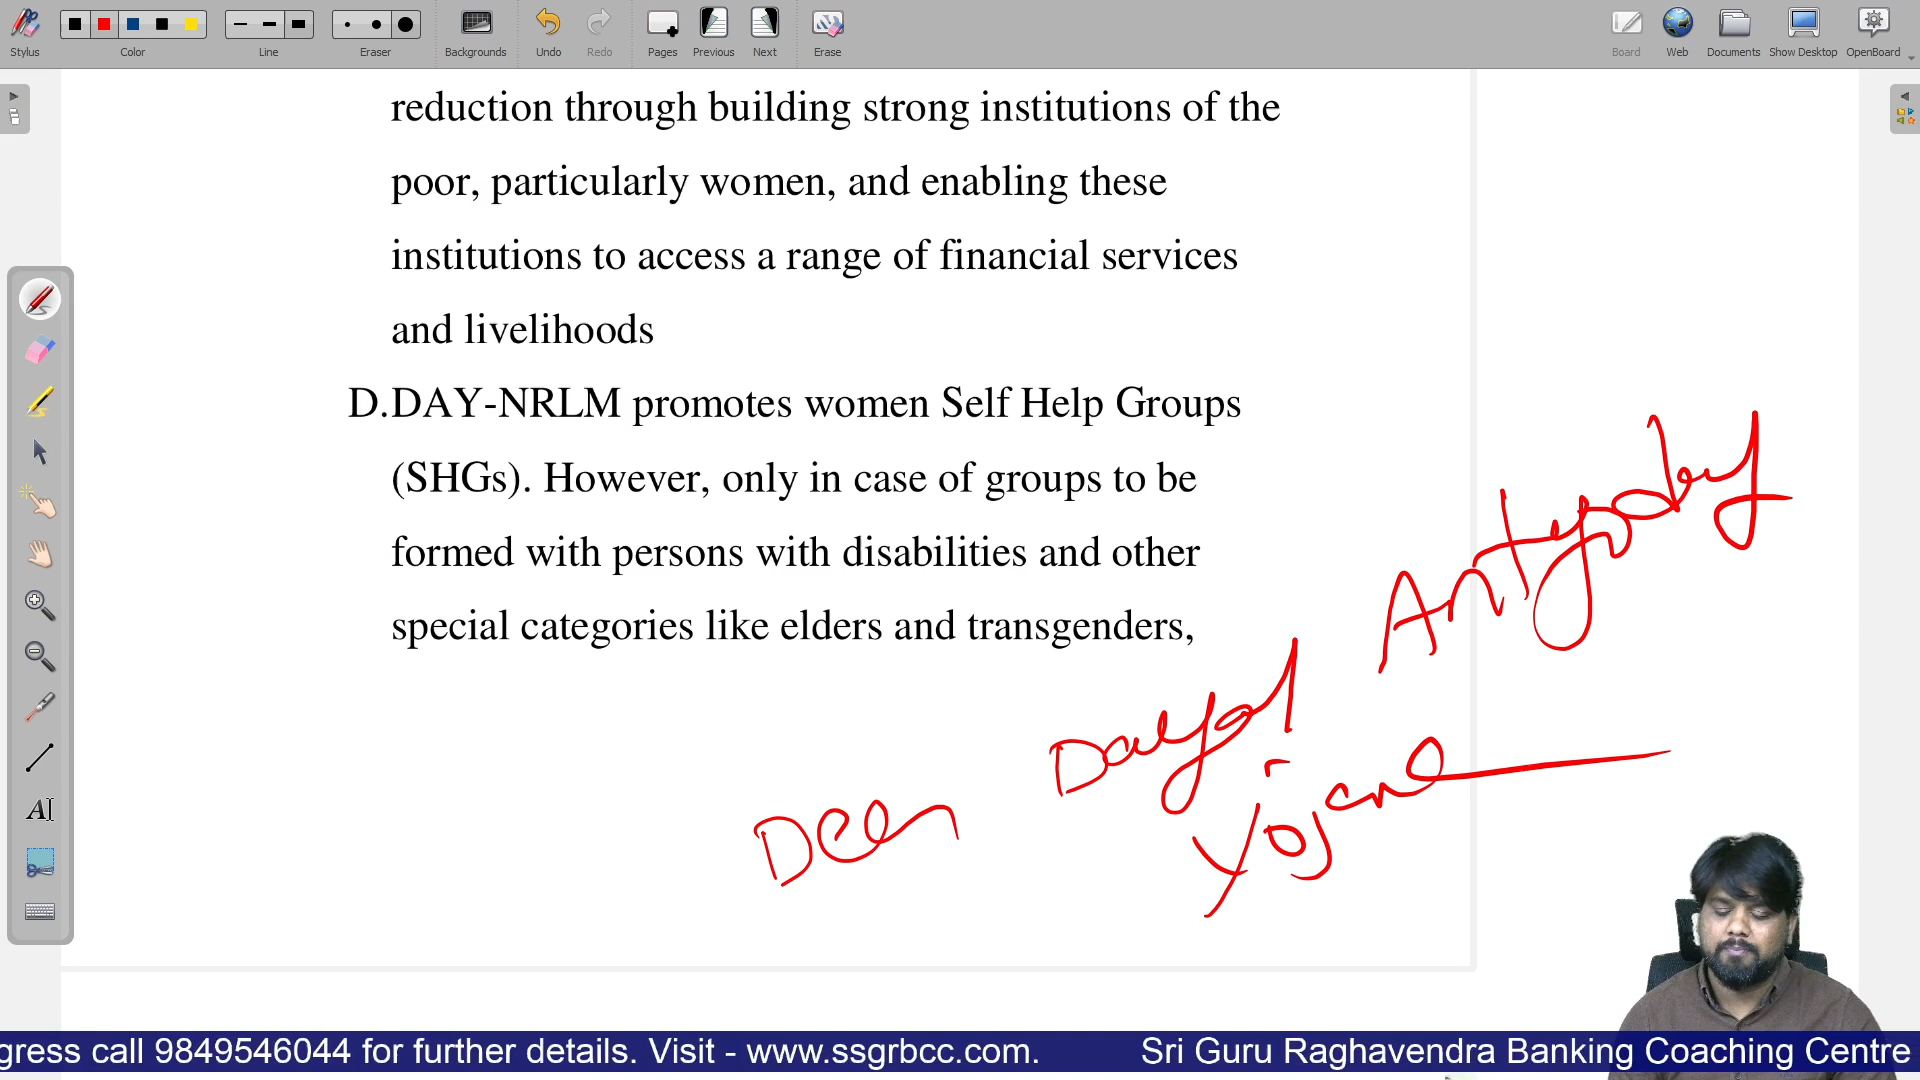 Stylus Color Line Eraser Backgrounds Undo Redo Pages Previous Next Erase Board Web Documents Show Desktop OpenBoard
reduction through building strong institutions of the
poor, particularly women, and enabling these
institutions to access a range of financial services
and livelihoods
D.DAY-NRLM promotes women Self Help Groups
(SHGs). However, only in case of groups to be
formed with persons with disabilities and other
special categories like elders and transgenders,
Deen Dayal
Yojana
gress call 9849546044 for further details. Visit - www.ssgrbcc.com. Sri Guru Raghavendra Banking Coaching Centre